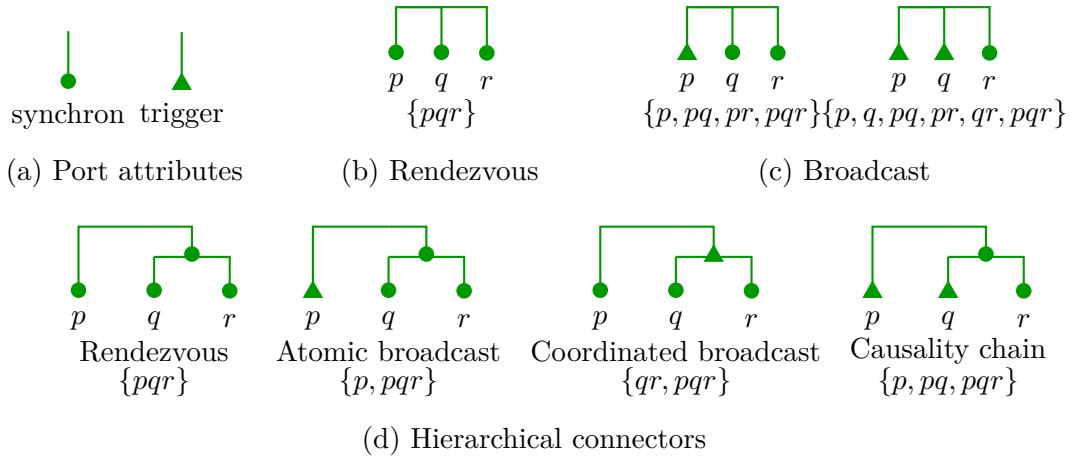 synchron trigger
(a) Port attributes
p q r
{pqr}
(b) Rendezvous
p q r p q r
{p, pq, pr, pqr}{p, q, pq, pr, qr, pqr}
(c) Broadcast
p q r
Rendezvous
{pqr}
p q r
Atomic broadcast
{p, pqr}
p q r
Coordinated broadcast
{qr, pqr}
p q r
Causality chain
{p, pq, pqr}
(d) Hierarchical connectors